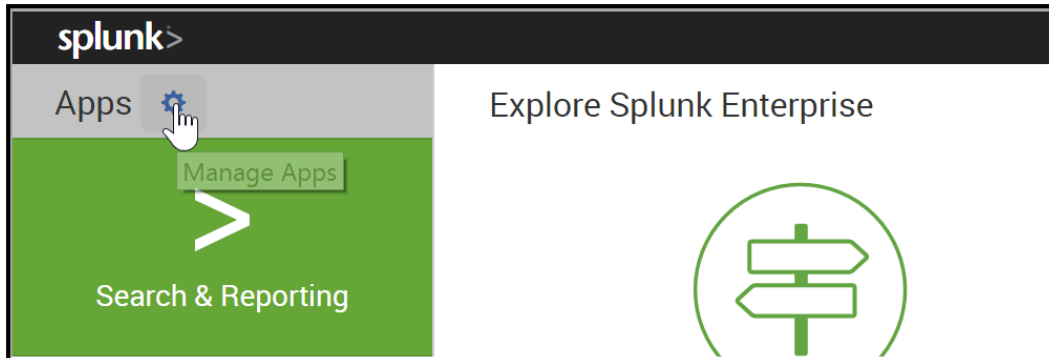 splunk>
Apps
Explore Splunk Enterprise
Manage Apps
>
Search & Reporting